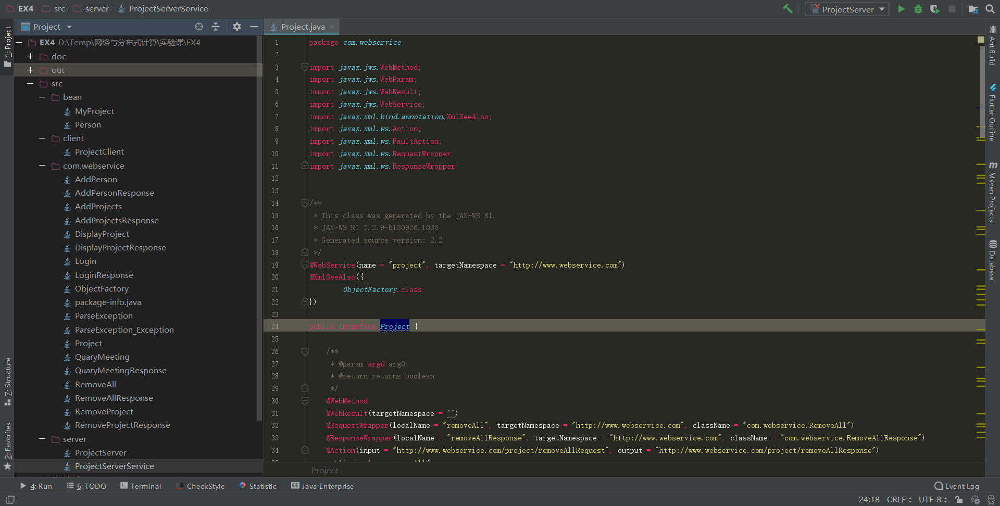 EX4 src server ProjectServerService
ProjectServer
1: Project
Project
Project.java
EX4 D:\Temp\网络与分布式计算\实验课\EX4
doc
out
src
bean
MyProject
Person
client
ProjectClient
com.webservice
AddPerson
AddPersonResponse
AddProjects
AddProjectsResponse
DisplayProject
DisplayProjectResponse
Login
LoginResponse
ObjectFactory
package-info.java
ParseException
ParseException_Exception
Project
QuaryMeeting
QuaryMeetingResponse
RemoveAll
RemoveAllResponse
RemoveProject
RemoveProjectResponse
server
ProjectServer
ProjectServerService
Z: Structure
2: Favorites
1 package com.webservice;
2
3 import javax.jws.WebMethod;
4 import javax.jws.WebParam;
5 import javax.jws.WebResult;
6 import javax.jws.WebService;
7 import javax.xml.bind.annotation.XmlSeeAlso;
8 import javax.xml.ws.Action;
9 import javax.xml.ws.FaultAction;
10 import javax.xml.ws.RequestWrapper;
11 import javax.xml.ws.ResponseWrapper;
12
13
14 /**
15 * This class was generated by the JAX-WS RI.
16 * JAX-WS RI 2.2.9-b130926.1035
17 * Generated source version: 2.2
18 */
19 @WebService(name = "project", targetNamespace = "http://www.webservice.com")
20 @XmlSeeAlso({
21 ObjectFactory.class
22 })
23
24 public interface Project {
25
26 /**
27 * @param arg0 arg0
28 * @return returns boolean
29 */
30 @WebMethod
31 @WebResult(targetNamespace = "")
32 @RequestWrapper(localName = "removeAll", targetNamespace = "http://www.webservice.com", className = "com.webservice.RemoveAll")
33 @ResponseWrapper(localName = "removeAllResponse", targetNamespace = "http://www.webservice.com", className = "com.webservice.RemoveAllResponse")
34 @Action(input = "http://www.webservice.com/project/removeAllRequest", output = "http://www.webservice.com/project/removeAllResponse")
Project
Ant Build
Flutter Outline
m Maven Projects
Database
4: Run 6: TODO Terminal CS CheckStyle Statistic EE Java Enterprise Event Log
24:18 CRLF UTF-8